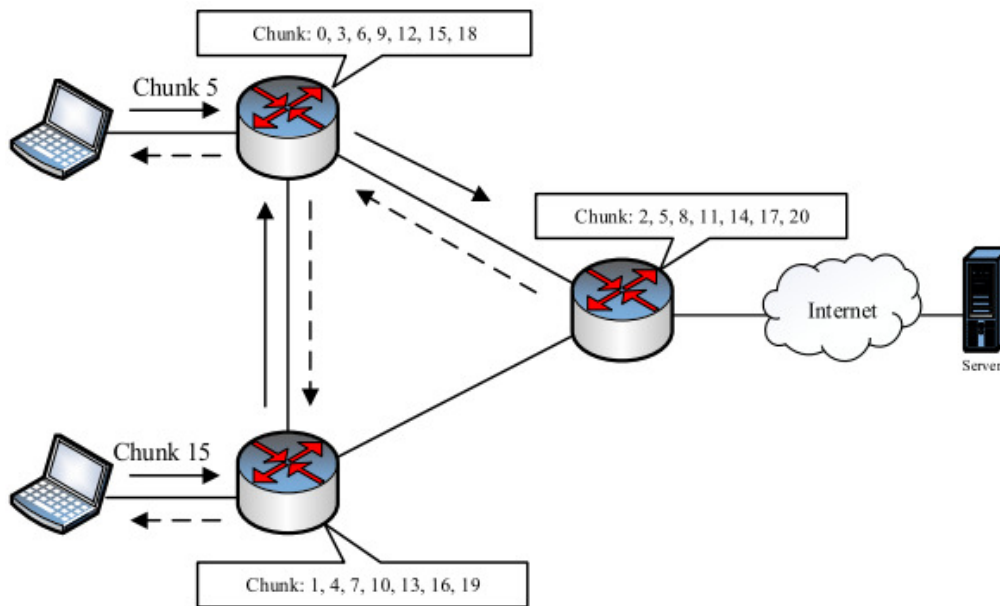 Chunk: 0, 3, 6, 9, 12, 15, 18
Chunk 5
Chunk: 2, 5, 8, 11, 14, 17, 20
Internet
Server
Chunk 15
Chunk: 1, 4, 7, 10, 13, 16, 19